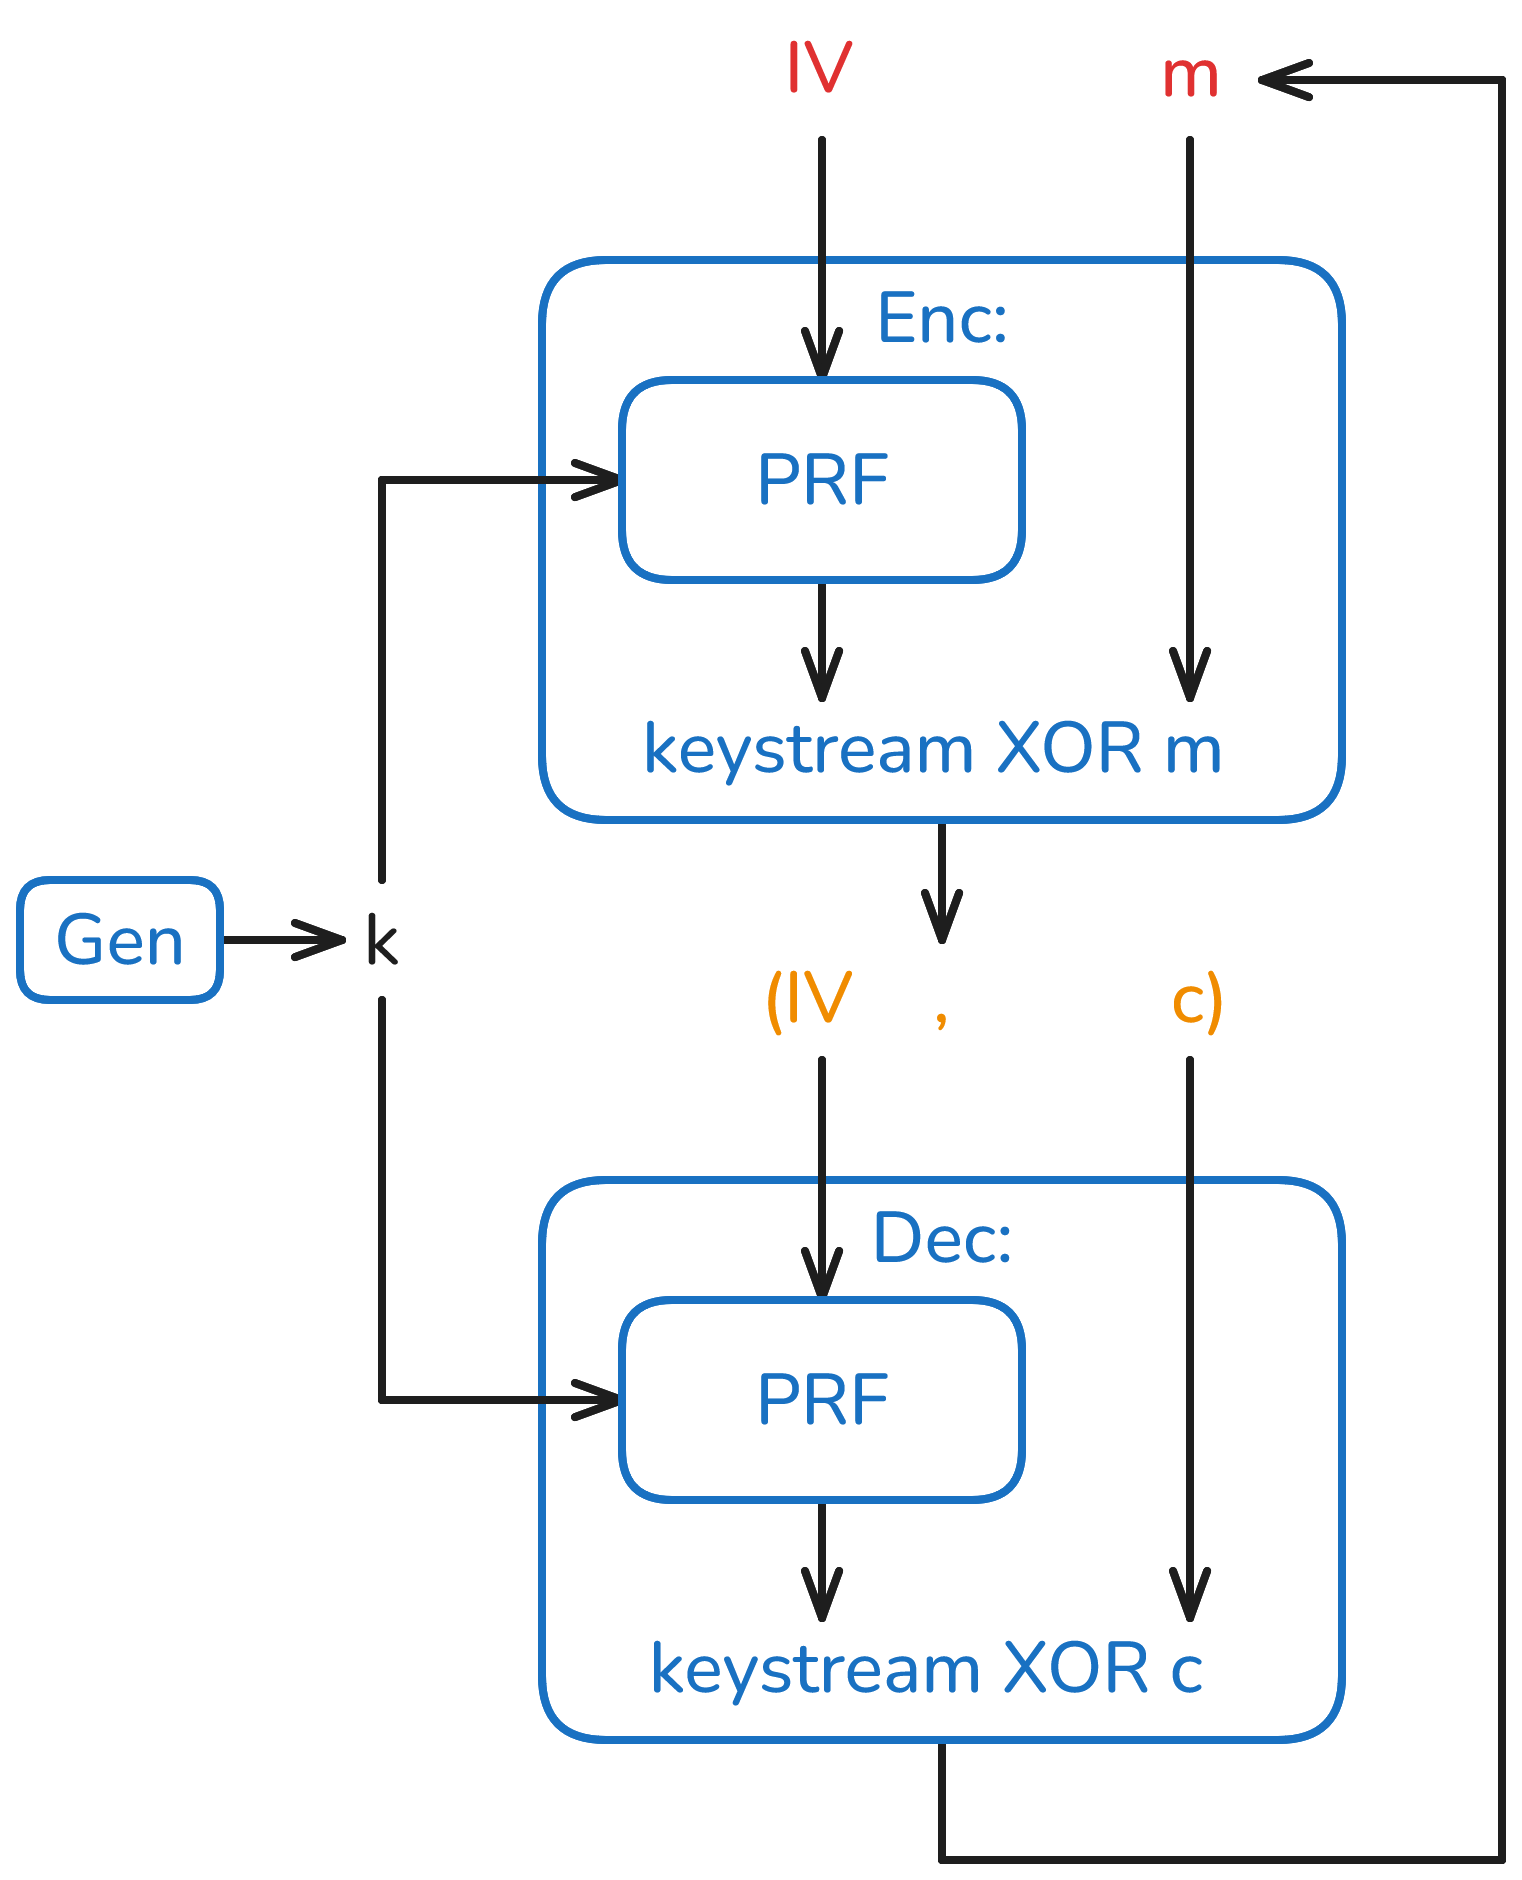 IV m
Enc:
PRF
keystream XOR m
Gen k
(IV , c)
Dec:
PRF
keystream XOR c